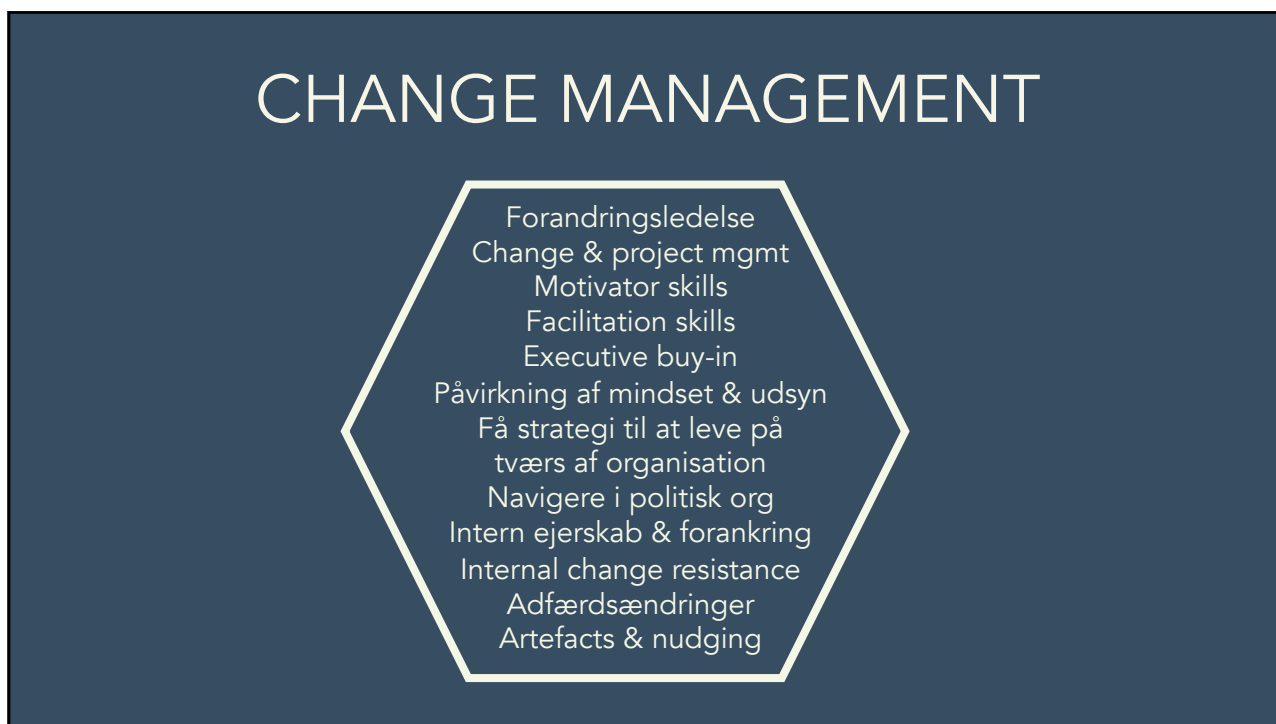 CHANGE MANAGEMENT
Forandringsledelse
Change & project mgmt
Motivator skills
Facilitation skills
Executive buy-in
Påvirkning af mindset & udsyn
Få strategi til at leve på
tværs af organisation
Navigere i politisk org
Intern ejerskab & forankring
Internal change resistance
Adfærdsændringer
Artefacts & nudging